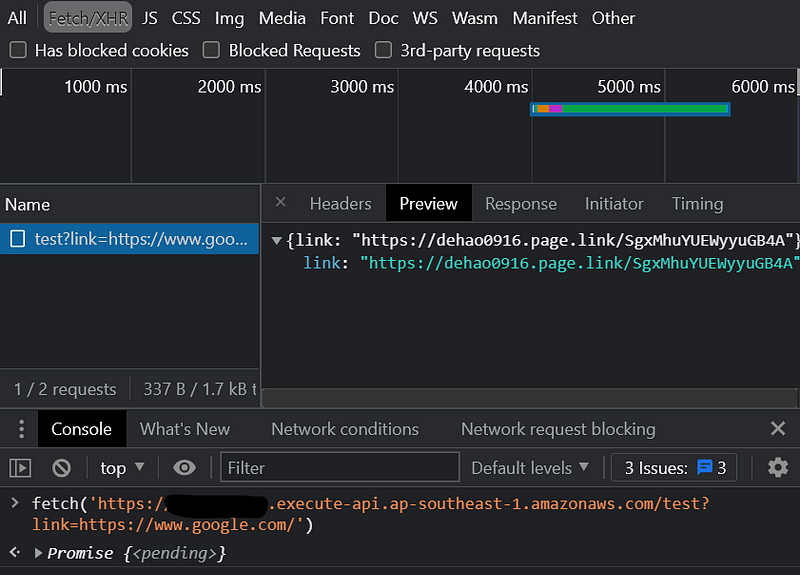 All Fetch/XHR JS CSS Img Media Font Doc WS Wasm Manifest Other
Has blocked cookies Blocked Requests 3rd-party requests
1000 ms 2000 ms 3000 ms 4000 ms 5000 ms 6000 ms
Name
× Headers Preview Response Initiator Timing
test?link=https://www.goo...
▼{link: "https://dehao0916.page.link/SgxMhuYUEWyyuGB4A"}
link: "https://dehao0916.page.link/SgxMhuYUEWyyuGB4A"
1 / 2 requests 337 B / 1.7 kB t
Console What's New Network conditions Network request blocking ×
top ▼ Filter Default levels ▼ 3 Issues: 3
> fetch('https:/ .execute-api.ap-southeast-1.amazonaws.com/test?
link=https://www.google.com/')
Promise {<pending>}